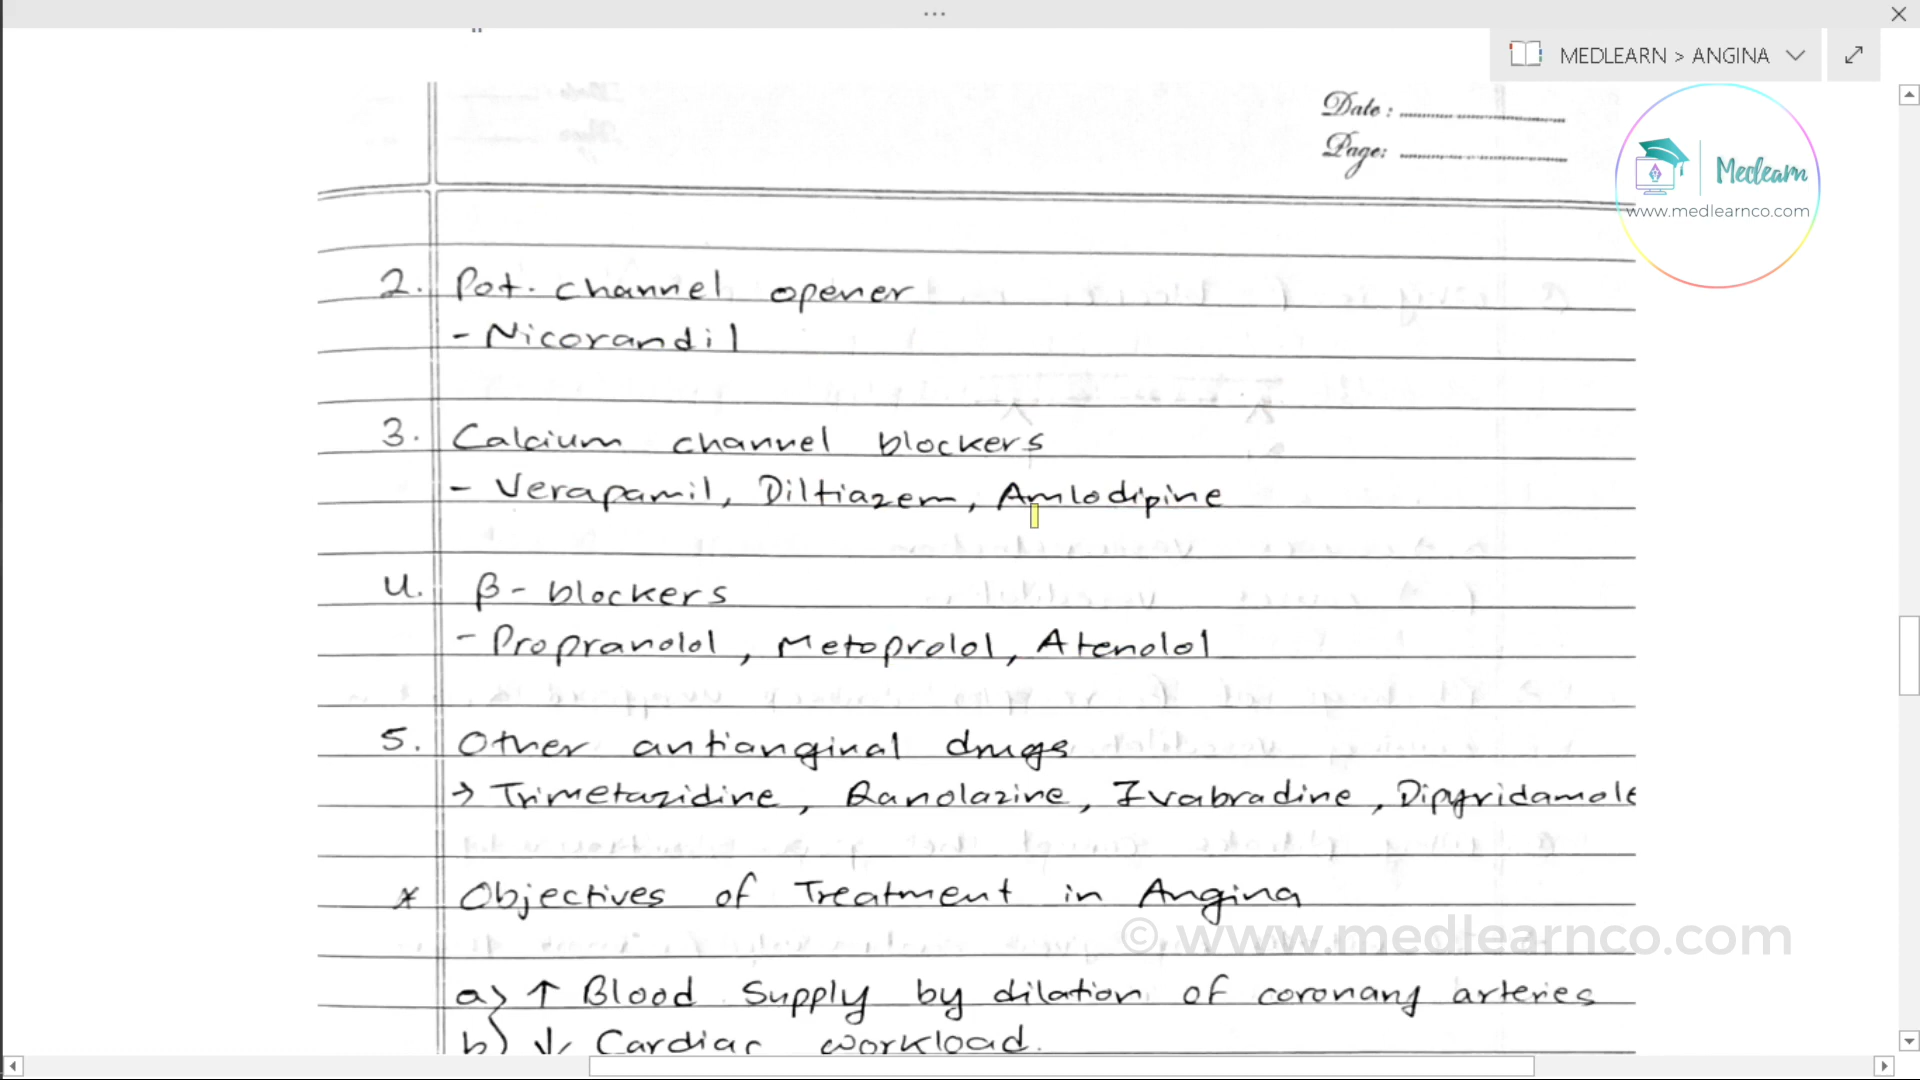 MEDLEARN > ANGINA
Date :
Page:
Medlearn
www.medlearnco.com
2. Pot. channel opener
- Nicorandil
3. Calcium channel blockers
- Verapamil, Diltiazem, Amlodipine
4. β - blockers
- Propranolol, Metoprolol, Atenolol
5. Other antianginal drugs
→ Trimetazidine, Ranolazine, Ivabradine, Dipyridamole
* Objectives of Treatment in Angina
© www.medlearnco.com
a) ↑ Blood Supply by dilation of coronary arteries
b) ↓ Cardiac workload.